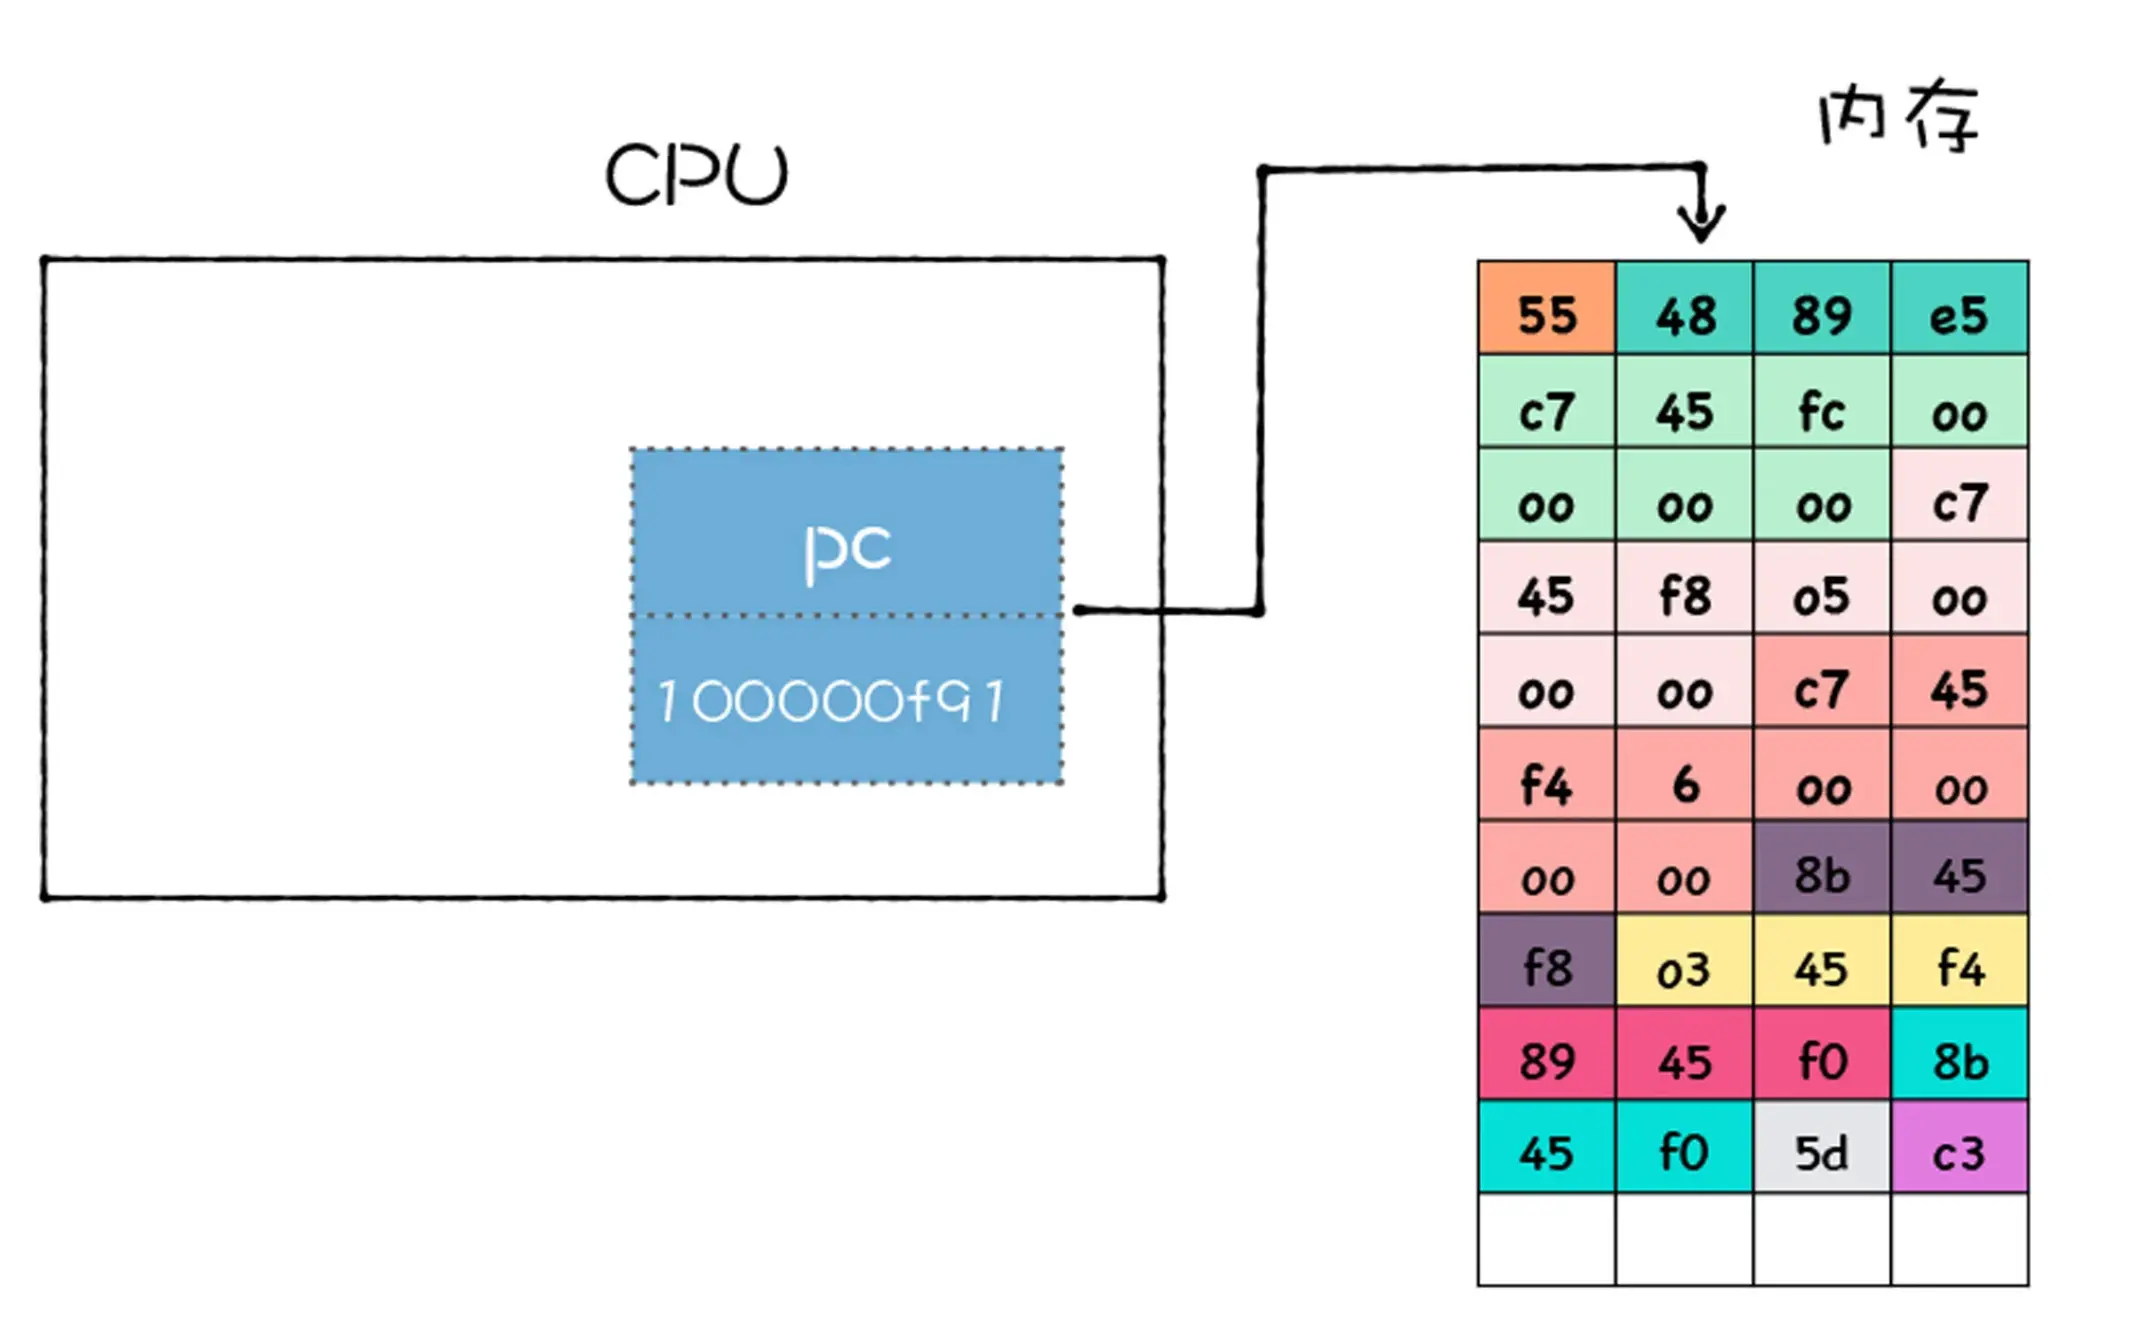 CPU
内存
pc
100000f91
55 48 89 e5
c7 45 fc 00
00 00 00 c7
45 f8 05 00
00 00 c7 45
f4 6 00 00
00 00 8b 45
f8 03 45 f4
89 45 f0 8b
45 f0 5d c3